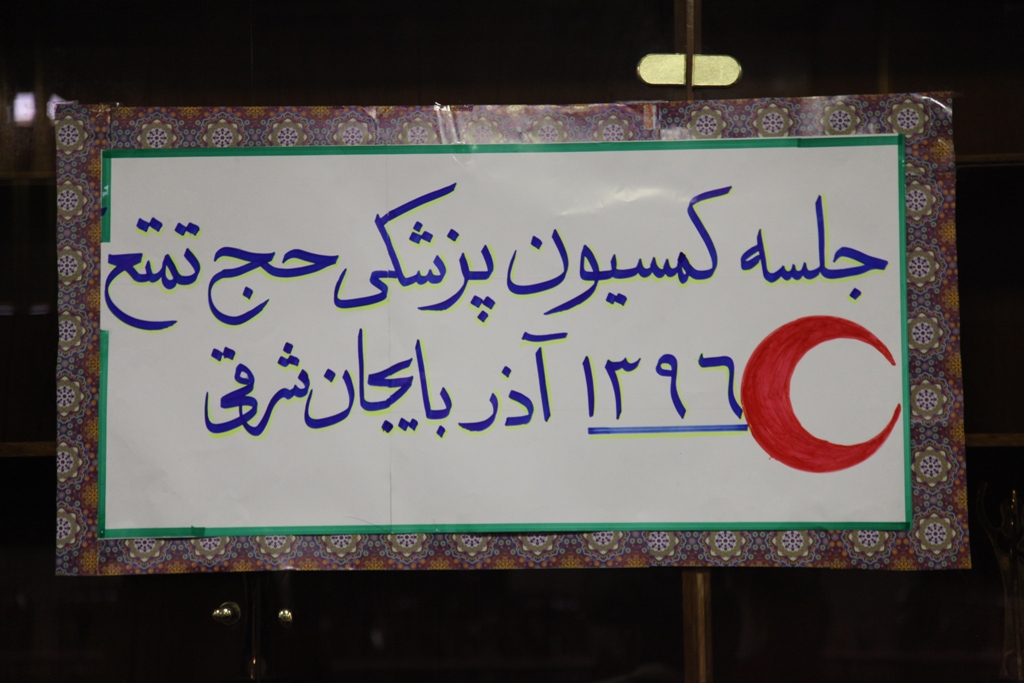 جلسه کمسیون پزشکی حج تمتع
۱۳۹۶ آذربایجان شرقی